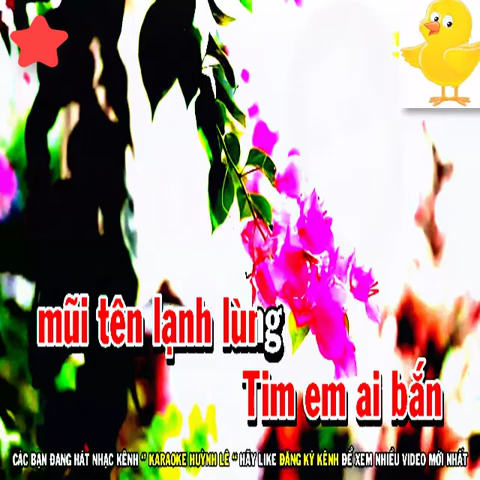 mũi tên lạnh lùng
Tim em ai bắn
CÁC BẠN ĐANG HÁT NHẠC KÊNH " KARAOKE HUỲNH LÊ " HÃY LIKE ĐĂNG KÝ KÊNH ĐỂ XEM NHIỀU VIDEO MỚI NHẤT